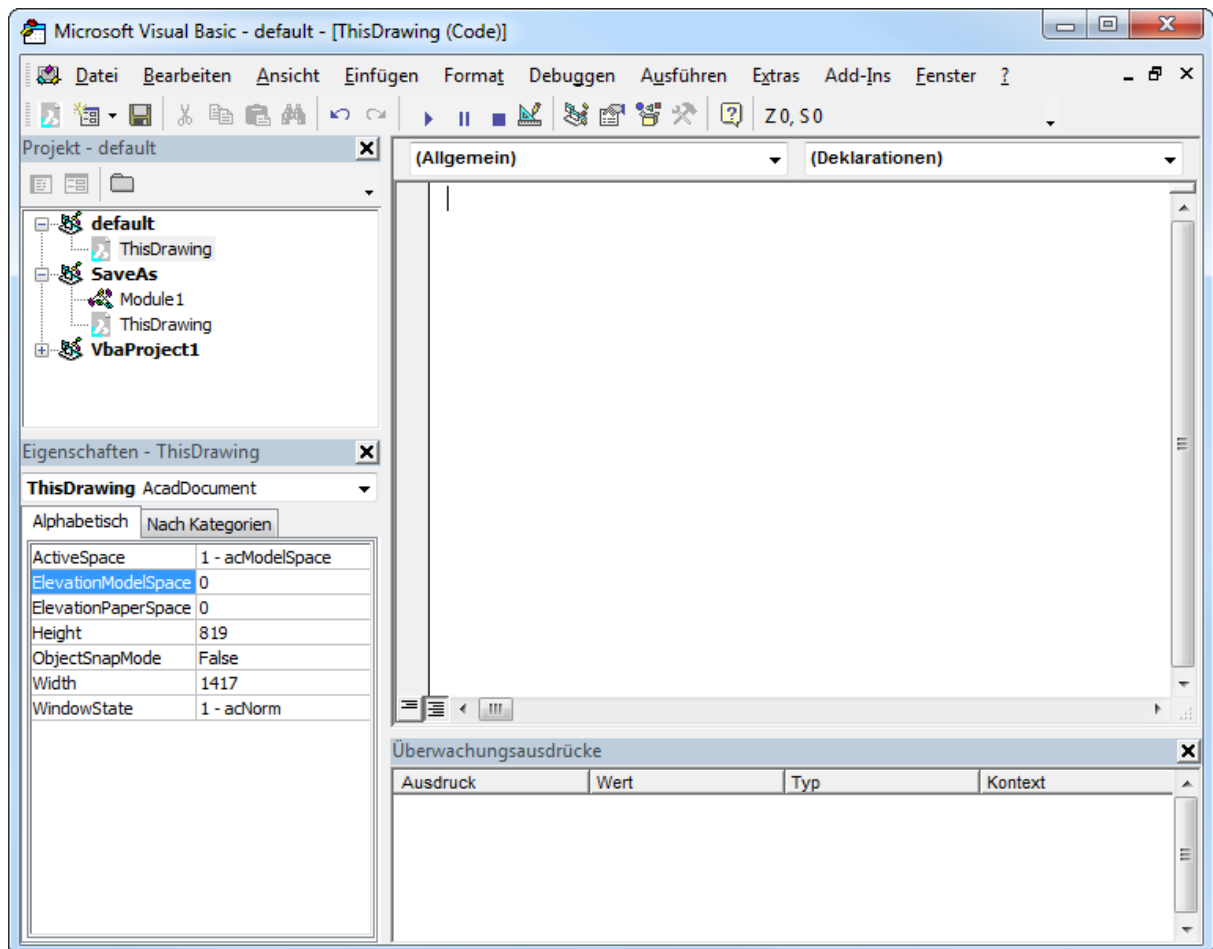 Microsoft Visual Basic - default - [ThisDrawing (Code)]
Datei Bearbeiten Ansicht Einfügen Format Debuggen Ausführen Extras Add-Ins Fenster ?
Z 0, S 0
Projekt - default
(Allgemein) (Deklarationen)
default
ThisDrawing
SaveAs
Module1
ThisDrawing
VbaProject1
Eigenschaften - ThisDrawing
ThisDrawing AcadDocument
Alphabetisch Nach Kategorien
ActiveSpace 1 - acModelSpace
ElevationModelSpace 0
ElevationPaperSpace 0
Height 819
ObjectSnapMode False
Width 1417
WindowState 1 - acNorm
Überwachungsausdrücke
Ausdruck Wert Typ Kontext